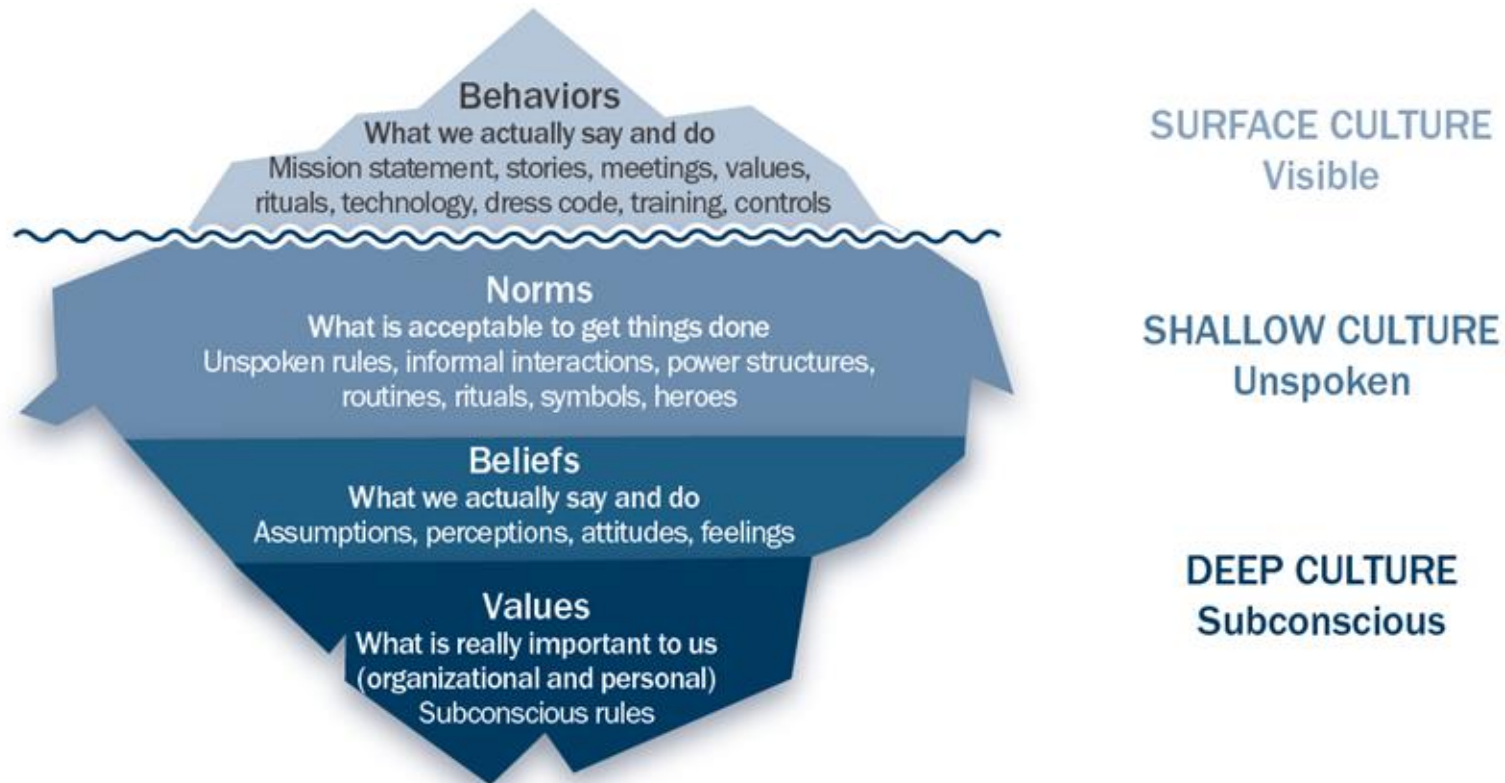 Behaviors
What we actually say and do
Mission statement, stories, meetings, values,
rituals, technology, dress code, training, controls
SURFACE CULTURE
Visible
Norms
What is acceptable to get things done
Unspoken rules, informal interactions, power structures,
routines, rituals, symbols, heroes
SHALLOW CULTURE
Unspoken
Beliefs
What we actually say and do
Assumptions, perceptions, attitudes, feelings
Values
What is really important to us
(organizational and personal)
Subconscious rules
DEEP CULTURE
Subconscious